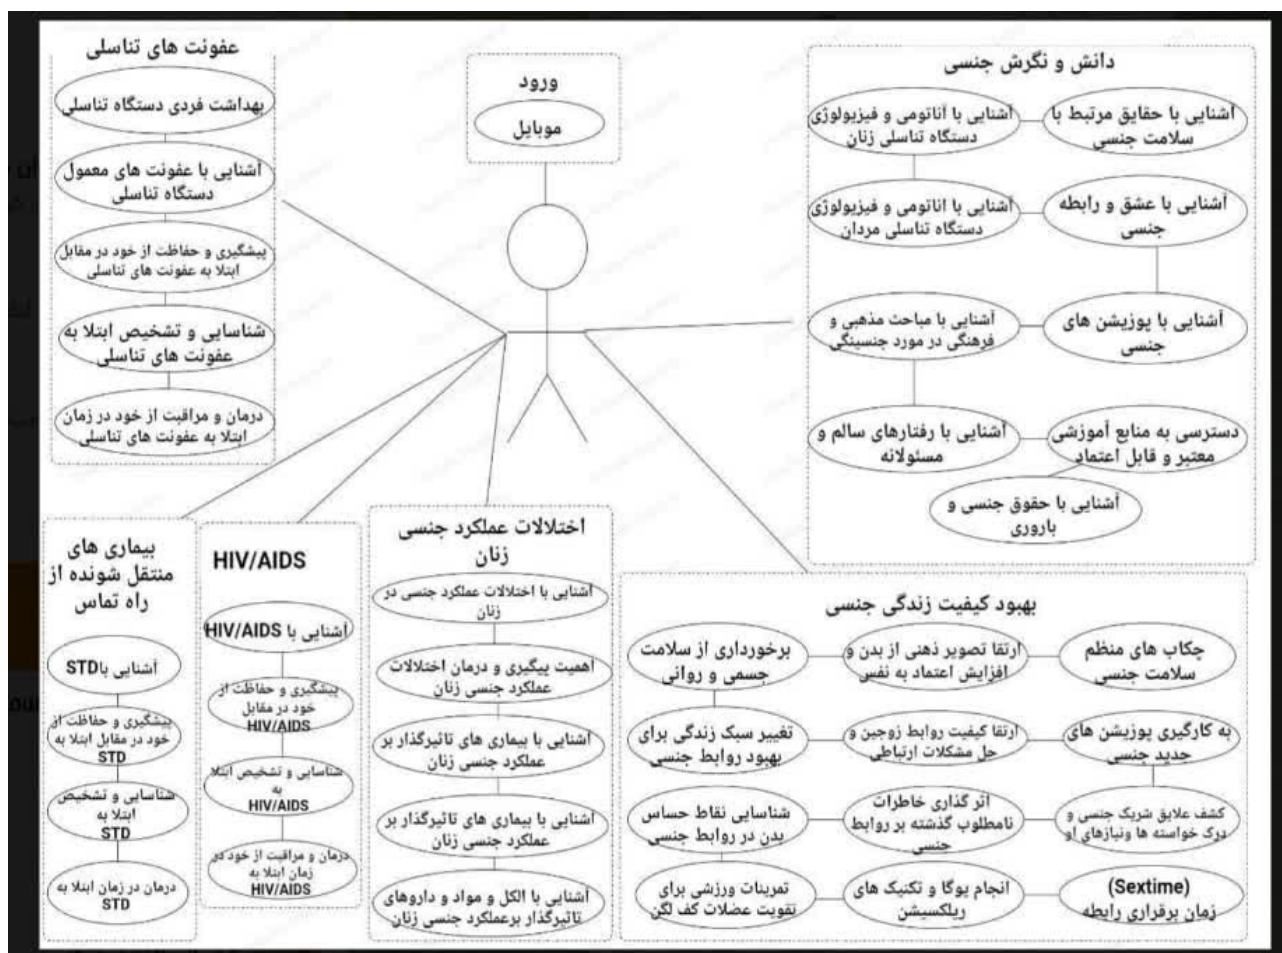 عفونت های تناسلی
بهداشت فردی دستگاه تناسلی
آشنایی با عفونت های معمول
دستگاه تناسلی
پیشگیری و حفاظت از خود در مقابل
ابتلا به عفونت های تناسلی
شناسایی و تشخیص ابتلا به
عفونت های تناسلی
درمان و مراقبت از خود در زمان
ابتلا به عفونت های تناسلی
ورود
موبایل
دانش و نگرش جنسی
آشنایی با حقایق مرتبط با
سلامت جنسی
آشنایی با آناتومی و فیزیولوژی
دستگاه تناسلی زنان
آشنایی با عشق و رابطه
جنسی
آشنایی با اناتومی و فیزیولوژی
دستگاه تناسلی مردان
آشنایی با پوزیشن های
جنسی
آشنایی با مباحث مذهبی و
فرهنگی در مورد جنسینگی
دسترسی به منابع آموزشی
معتبر و قابل اعتماد
آشنایی با رفتارهای سالم و
مسئولانه
آشنایی با حقوق جنسی و
باروری
بیماری های
منتقل شونده از
راه تماس
آشنایی باSTD
پیشگیری و حفاظت از
خود در مقابل ابتلا به
STD
شناسایی و تشخیص
ابتلا به
STD
درمان در زمان ابتلا به
STD
HIV/AIDS
آشنایی با HIV/AIDS
پیشگیری و حفاظت از
خود در مقابل
HIV/AIDS
شناسایی و تشخیص ابتلا
به
HIV/AIDS
درمان و مراقبت از خود در
زمان ابتلا به
HIV/AIDS
اختلالات عملکرد جنسی
زنان
آشنایی با اختلالات عملکرد جنسی در
زنان
اهمیت پیگیری و درمان اختلالات
عملکرد جنسی زنان
آشنایی با بیماری های تاثیرگذار بر
عملکرد جنسی زنان
آشنایی با بیماری های تاثیرگذار بر
عملکرد جنسی زنان
آشنایی با الکل و مواد و داروهای
تاثیرگذار برعملکرد جنسی زنان
بهبود کیفیت زندگی جنسی
چکاب های منظم
سلامت جنسی
ارتقا تصویر ذهنی از بدن و
افزایش اعتماد به نفس
برخورداری از سلامت
جسمی و روانی
به کارگیری پوزیشن های
جدید جنسی
ارتقا کیفیت روابط زوجین و
حل مشکلات ارتباطی
تغییر سبک زندگی برای
بهبود روابط جنسی
کشف علایق شریک جنسی و
درک خواسته ها ونیازهای او
اثر گذاری خاطرات
نامطلوب گذشته بر روابط
جنسی
شناسایی نقاط حساس
بدن در روابط جنسی
(Sextime)
زمان برقراری رابطه
انجام یوگا و تکنیک های
ریلکسیشن
تمرینات ورزشی برای
تقویت عضلات کف لگن